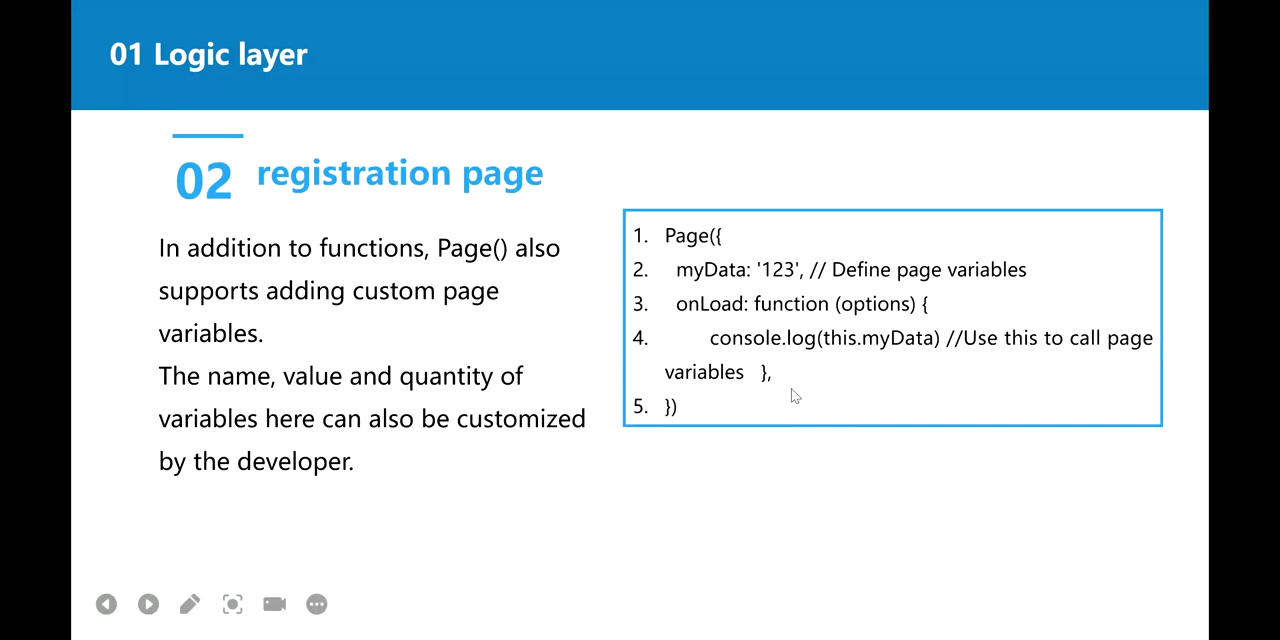 01 Logic layer
02 registration page
In addition to functions, Page() also
supports adding custom page
variables.
The name, value and quantity of
variables here can also be customized
by the developer.
1. Page({
2. myData: '123', // Define page variables
3. onLoad: function (options) {
4. console.log(this.myData) //Use this to call page
variables },
5. })